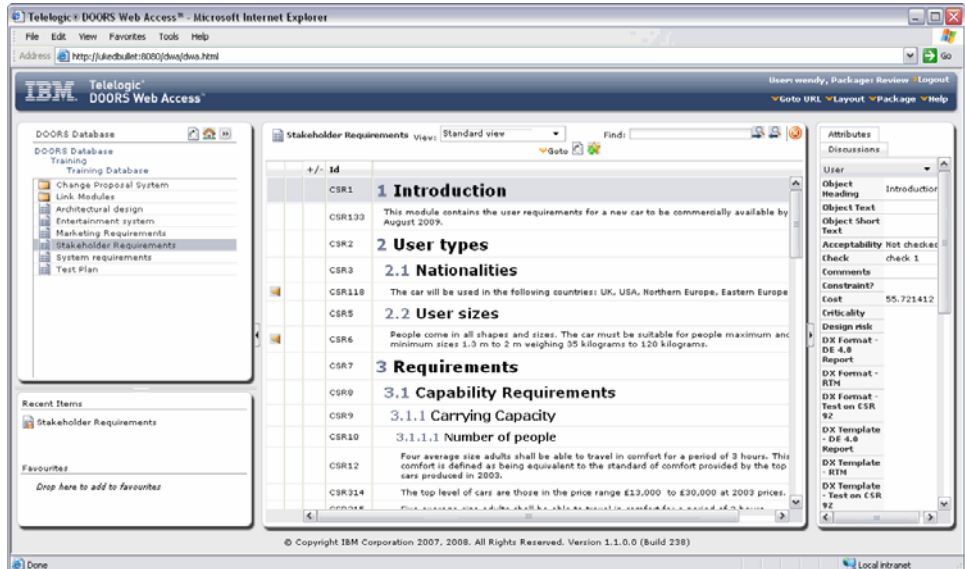 Telelogic® DOORS Web Access™ - Microsoft Internet Explorer
File Edit View Favorites Tools Help
Address http://ukedbullet:8080/dwa/dwa.html Go
IBM. Telelogic® DOORS Web Access™
User: wendy, Package: Review Logout
Goto URL Layout Package Help
DOORS Database
DOORS Database
Training
Training Database
Change Proposal System
Link Modules
Architectural design
Entertainment system
Marketing Requirements
Stakeholder Requirements
System requirements
Test Plan
Recent Items
Stakeholder Requirements
Favourites
Drop here to add to favourites
Stakeholder Requirements View: Standard view Find:
Goto
+/- Id
CSR1 1 Introduction
CSR133 This module contains the user requirements for a new car to be commercially available by
August 2009.
CSR2 2 User types
CSR3 2.1 Nationalities
CSR118 The car will be used in the following countries: UK, USA, Northern Europe, Eastern Europe
CSR5 2.2 User sizes
CSR6 People come in all shapes and sizes. The car must be suitable for people maximum and
minimum sizes 1.3 m to 2 m weighing 35 kilograms to 120 kilograms.
CSR7 3 Requirements
CSR8 3.1 Capability Requirements
CSR9 3.1.1 Carrying Capacity
CSR10 3.1.1.1 Number of people
CSR12 Four average size adults shall be able to travel in comfort for a period of 3 hours. This
comfort is defined as being equivalent to the standard of comfort provided by the top
cars produced in 2003.
CSR314 The top level of cars are those in the price range £13,000 to £30,000 at 2003 prices.
Attributes
Discussions
User
Object Heading Introduction
Object Text
Object Short Text
Acceptability Not checked
Check check 1
Comments
Constraint?
Cost 55.721412
Criticality
Design risk
DX Format -
DE 4.0
Report
DX Format -
RTM
DX Format -
Test on CSR
92
DX Template
- DE 4.0
Report
DX Template
- RTM
DX Template
- Test on CSR
92
© Copyright IBM Corporation 2007, 2008. All Rights Reserved. Version 1.1.0.0 (Build 238)
Done Local intranet